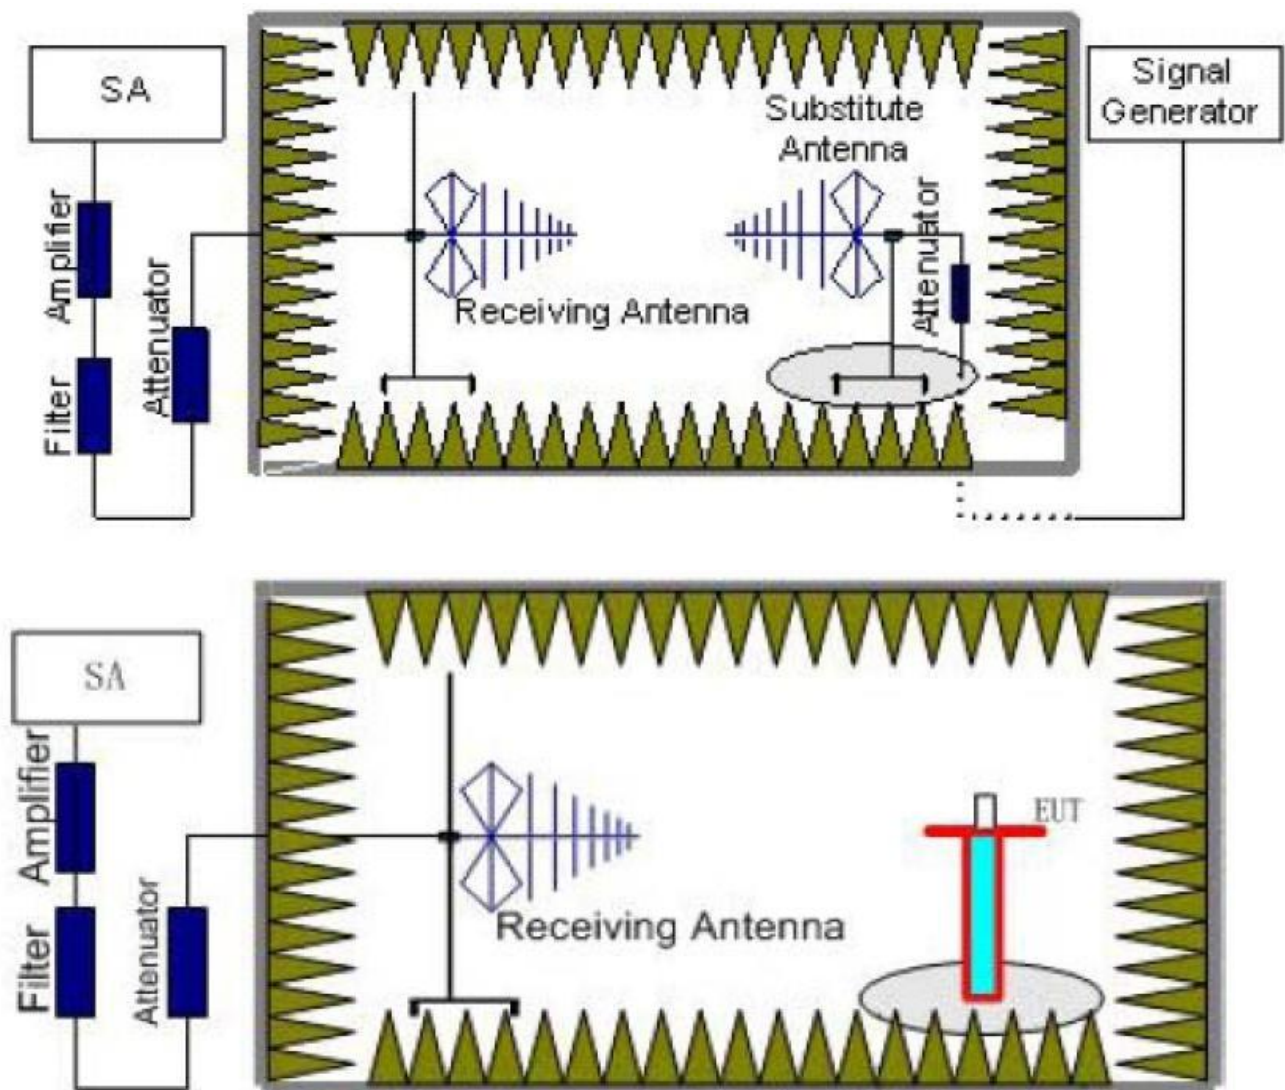 SA
Signal
Generator
Substitute
Antenna
Amplifier
Attenuator
Attenuator
Receiving Antenna
Filter
SA
Amplifier
EUT
Attenuator
Receiving Antenna
Filter